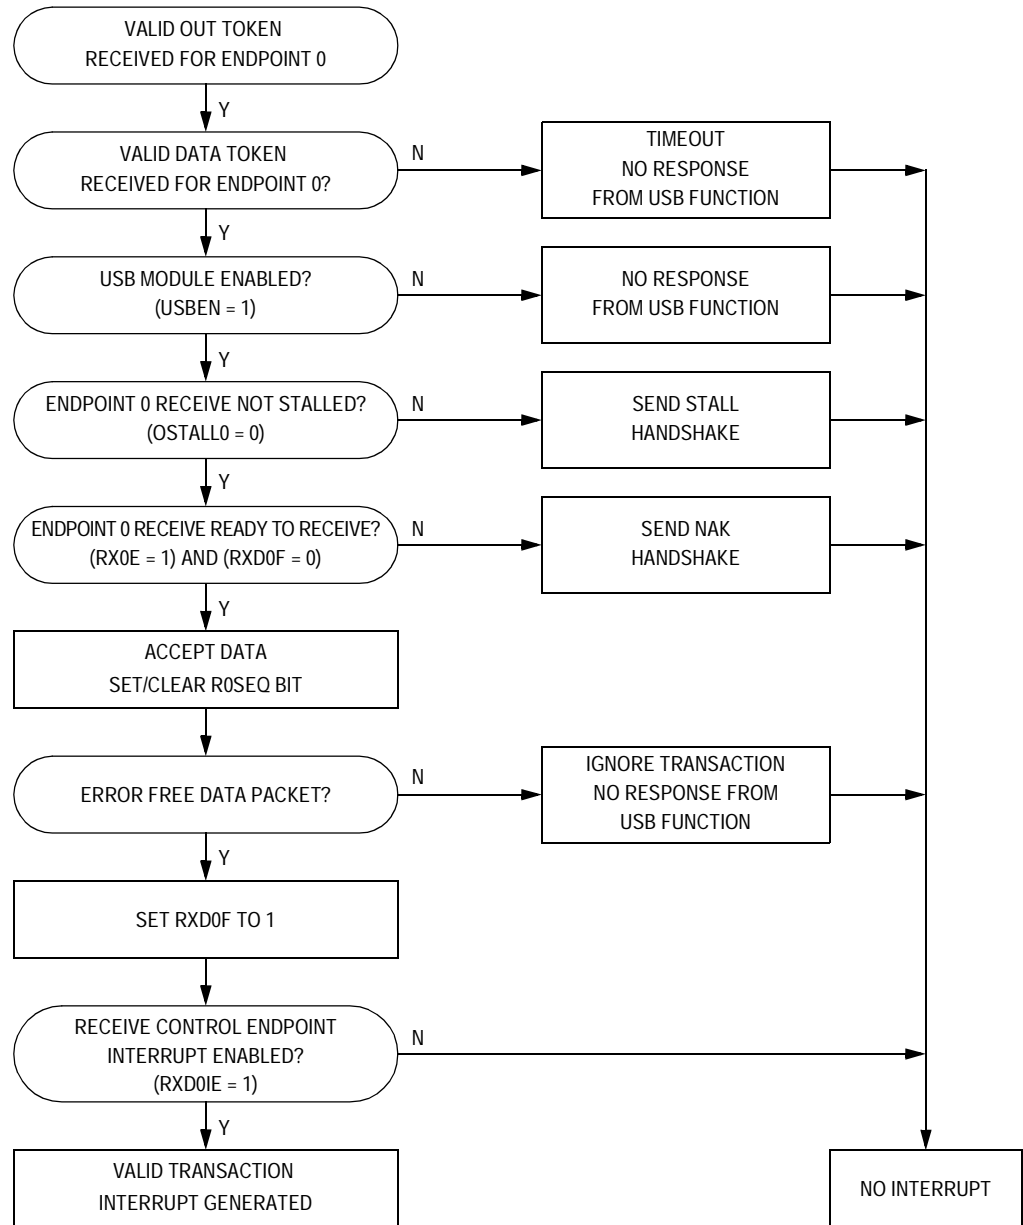 VALID OUT TOKEN
RECEIVED FOR ENDPOINT 0
Y
VALID DATA TOKEN
RECEIVED FOR ENDPOINT 0?
N
TIMEOUT
NO RESPONSE
FROM USB FUNCTION
Y
USB MODULE ENABLED?
(USBEN = 1)
N
NO RESPONSE
FROM USB FUNCTION
Y
ENDPOINT 0 RECEIVE NOT STALLED?
(OSTALL0 = 0)
N
SEND STALL
HANDSHAKE
Y
ENDPOINT 0 RECEIVE READY TO RECEIVE?
(RX0E = 1) AND (RXD0F = 0)
N
SEND NAK
HANDSHAKE
Y
ACCEPT DATA
SET/CLEAR R0SEQ BIT
ERROR FREE DATA PACKET?
N
IGNORE TRANSACTION
NO RESPONSE FROM
USB FUNCTION
Y
SET RXD0F TO 1
RECEIVE CONTROL ENDPOINT
INTERRUPT ENABLED?
(RXD0IE = 1)
N
Y
VALID TRANSACTION
INTERRUPT GENERATED
NO INTERRUPT